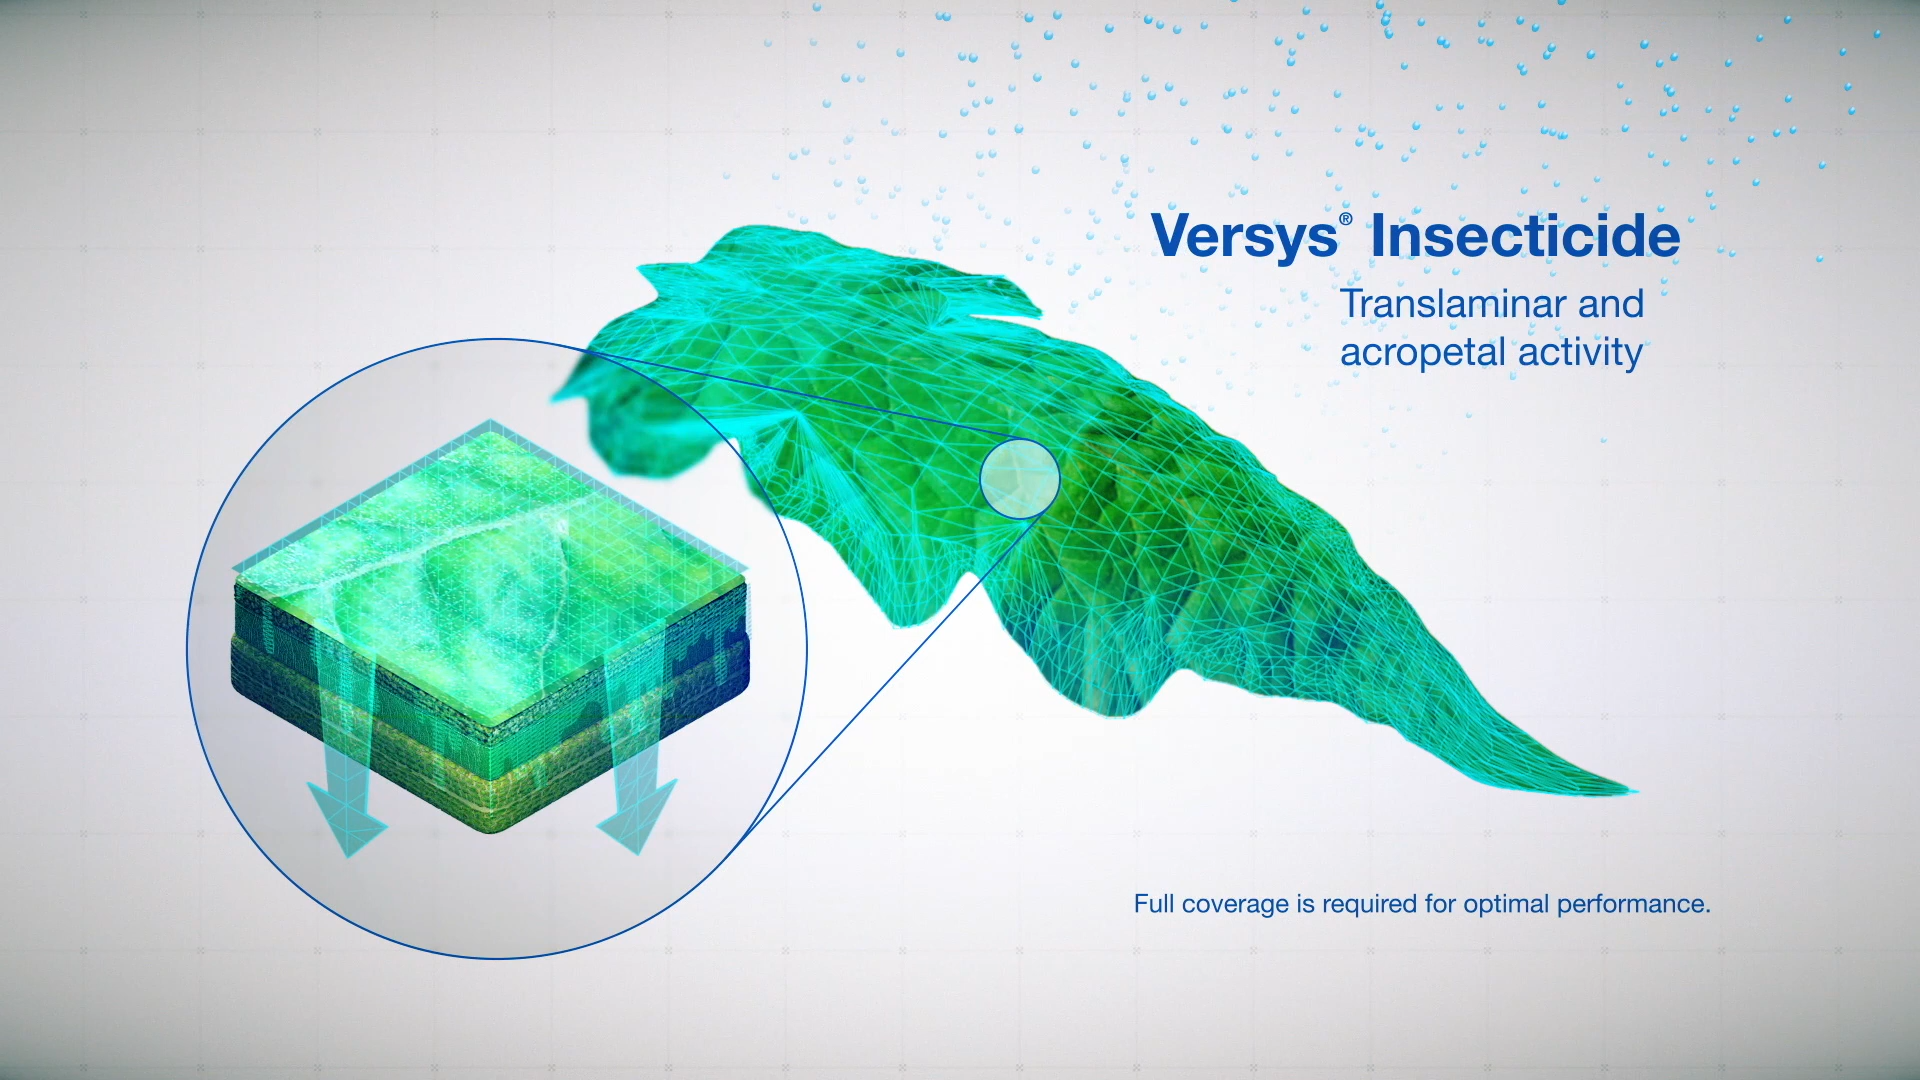 Versys® Insecticide
Translaminar and
acropetal activity
Full coverage is required for optimal performance.